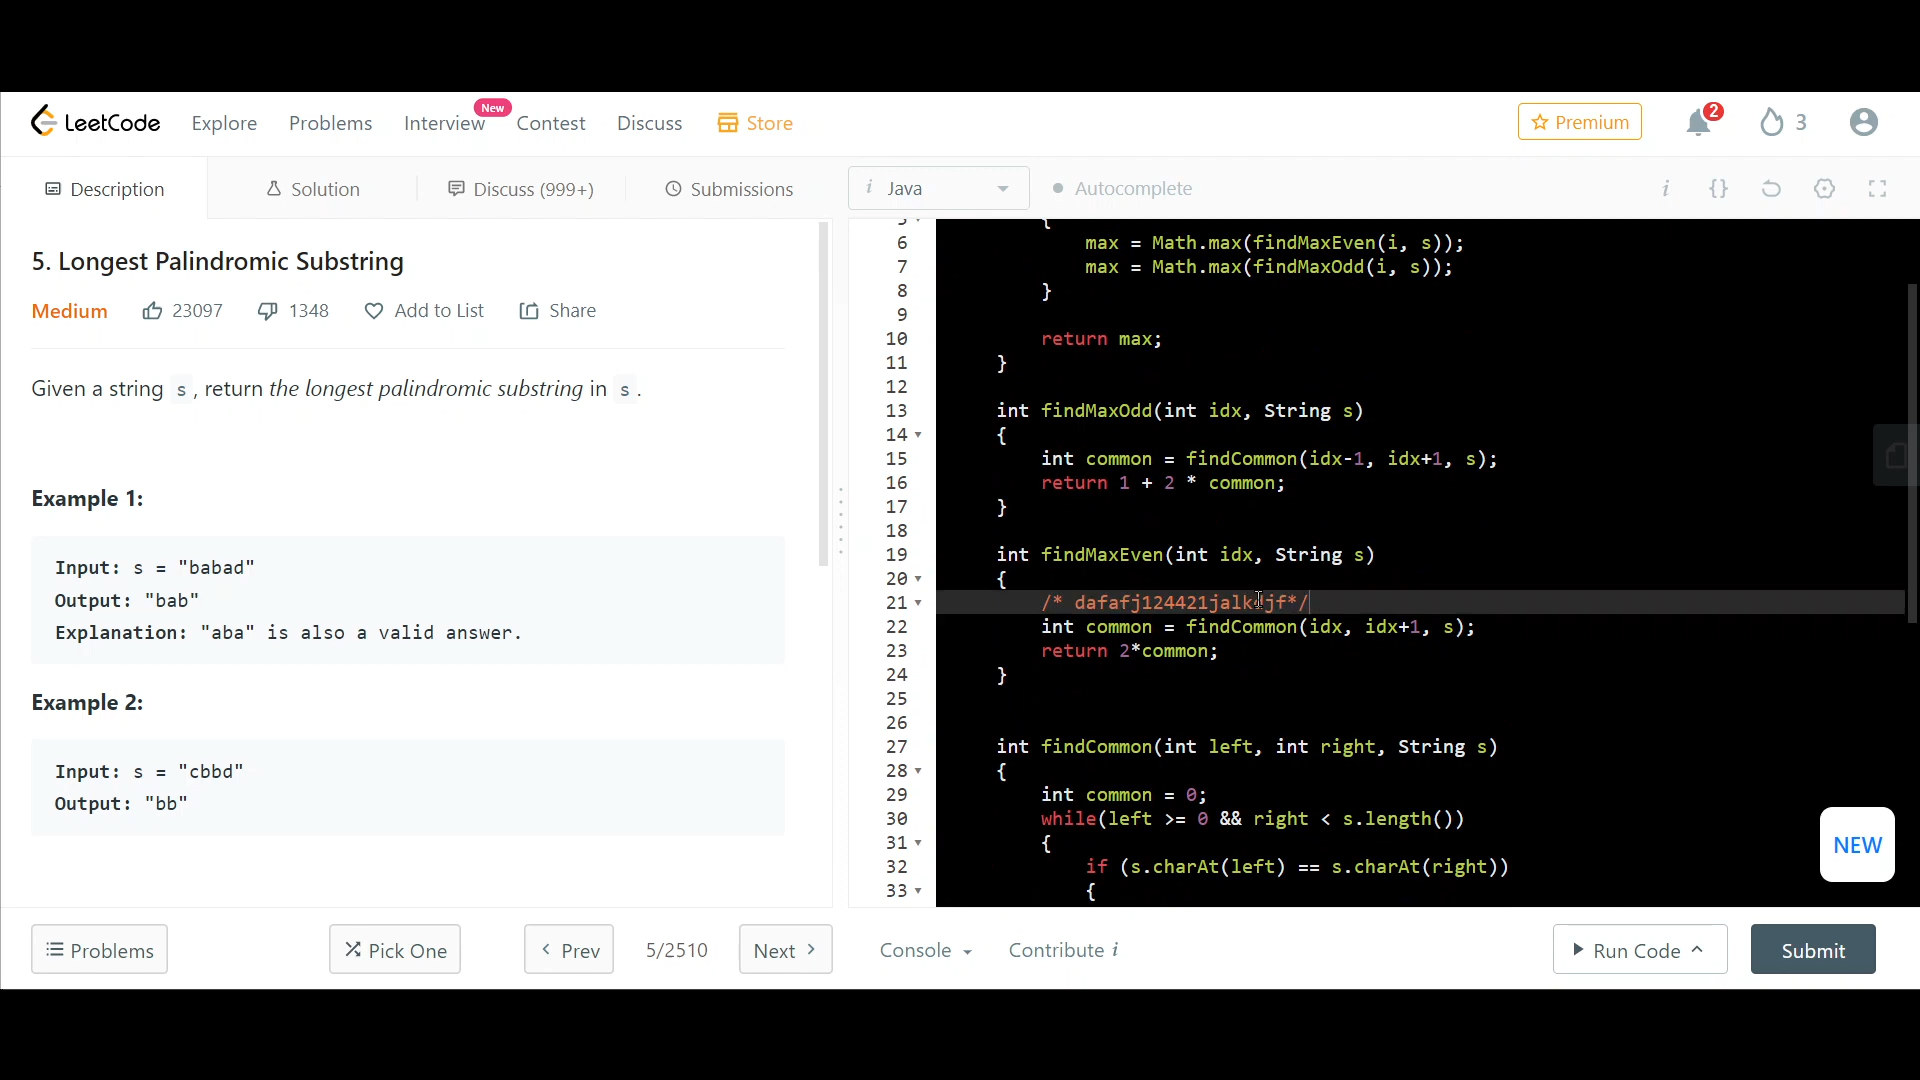 LeetCode Explore Problems Interview New Contest Discuss Store Premium 2 3
Description Solution Discuss (999+) Submissions i Java Autocomplete i {}
5. Longest Palindromic Substring
Medium 23097 1348 Add to List Share
Given a string s , return the longest palindromic substring in s .
Example 1:
Input: s = "babad"
Output: "bab"
Explanation: "aba" is also a valid answer.
Example 2:
Input: s = "cbbd"
Output: "bb"
6 max = Math.max(findMaxEven(i, s));
7 max = Math.max(findMaxOdd(i, s));
8 }
9
10 return max;
11 }
12
13 int findMaxOdd(int idx, String s)
14 {
15 int common = findCommon(idx-1, idx+1, s);
16 return 1 + 2 * common;
17 }
18
19 int findMaxEven(int idx, String s)
20 {
21 /* dafafj124421jalkdjf*/
22 int common = findCommon(idx, idx+1, s);
23 return 2*common;
24 }
25
26
27 int findCommon(int left, int right, String s)
28 {
29 int common = 0;
30 while(left >= 0 && right < s.length())
31 {
32 if (s.charAt(left) == s.charAt(right))
33 {
NEW
Problems Pick One Prev 5/2510 Next Console Contribute i Run Code Submit